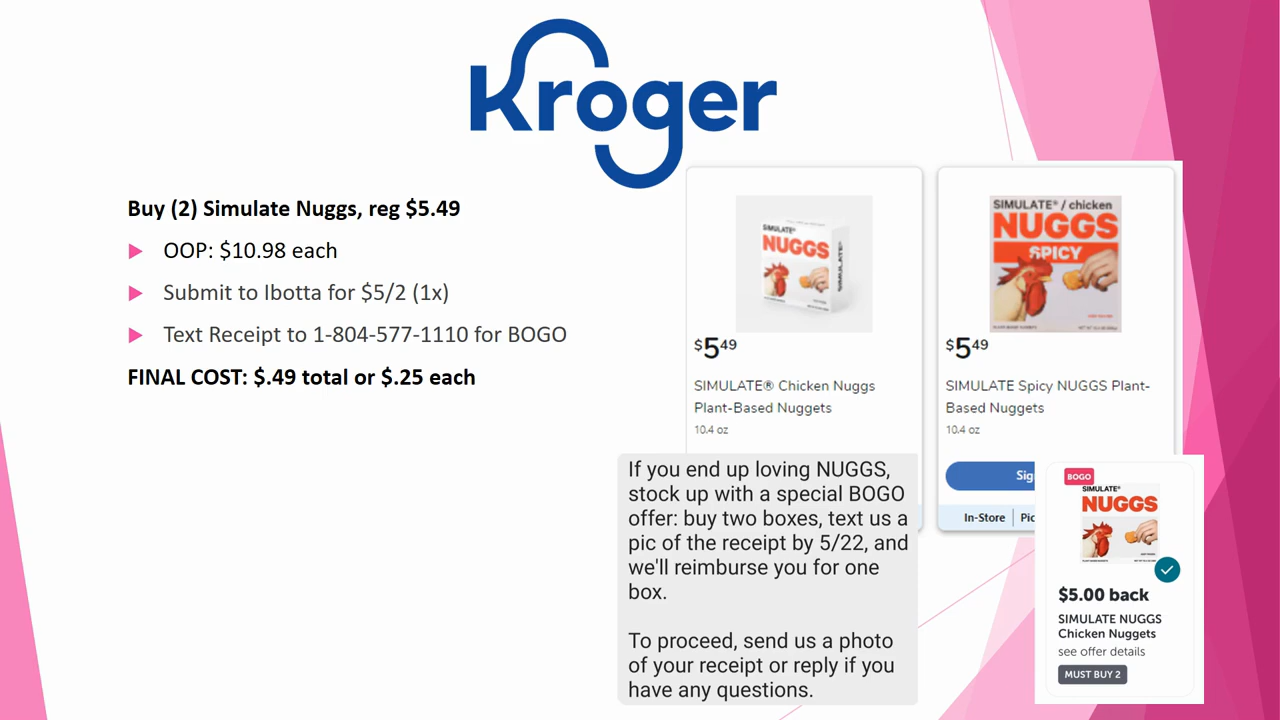 Kroger
Buy (2) Simulate Nuggs, reg $5.49
OOP: $10.98 each
Submit to Ibotta for $5/2 (1x)
Text Receipt to 1-804-577-1110 for BOGO
FINAL COST: $.49 total or $.25 each
SIMULATE®
NUGGS
SIMULATE®
$5 49
SIMULATE® Chicken Nuggs
Plant-Based Nuggets
10.4 oz
SIMULATE® / chicken
NUGGS
SPICY
$5 49
SIMULATE Spicy NUGGS Plant-
Based Nuggets
10.4 oz
Sig
In-Store
Pic
If you end up loving NUGGS,
stock up with a special BOGO
offer: buy two boxes, text us a
pic of the receipt by 5/22, and
we'll reimburse you for one
box.
To proceed, send us a photo
of your receipt or reply if you
have any questions.
BOGO
SIMULATE®
NUGGS
$5.00 back
SIMULATE NUGGS
Chicken Nuggets
see offer details
MUST BUY 2